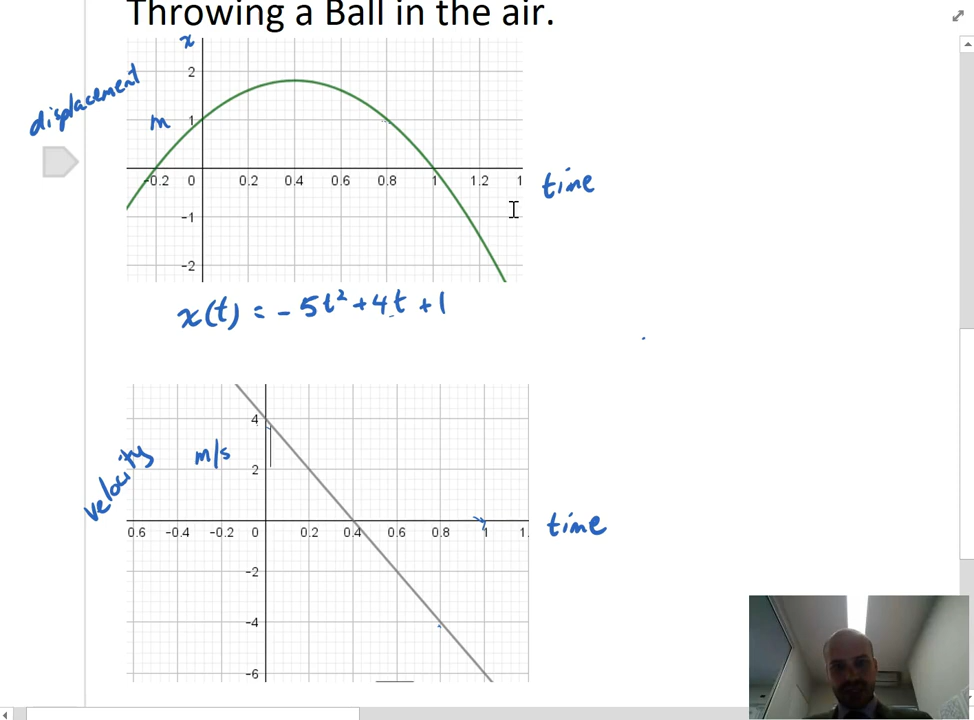 Throwing a Ball in the air.
x
displacement
2
m
1
-0.2 0 0.2 0.4 0.6 0.8 1 1.2 1
time
-1
-2
x(t) = -5t² + 4t + 1
4
velocity m/s
2
0.6 -0.4 -0.2 0 0.2 0.4 0.6 0.8 1 1.
time
-2
-4
-6